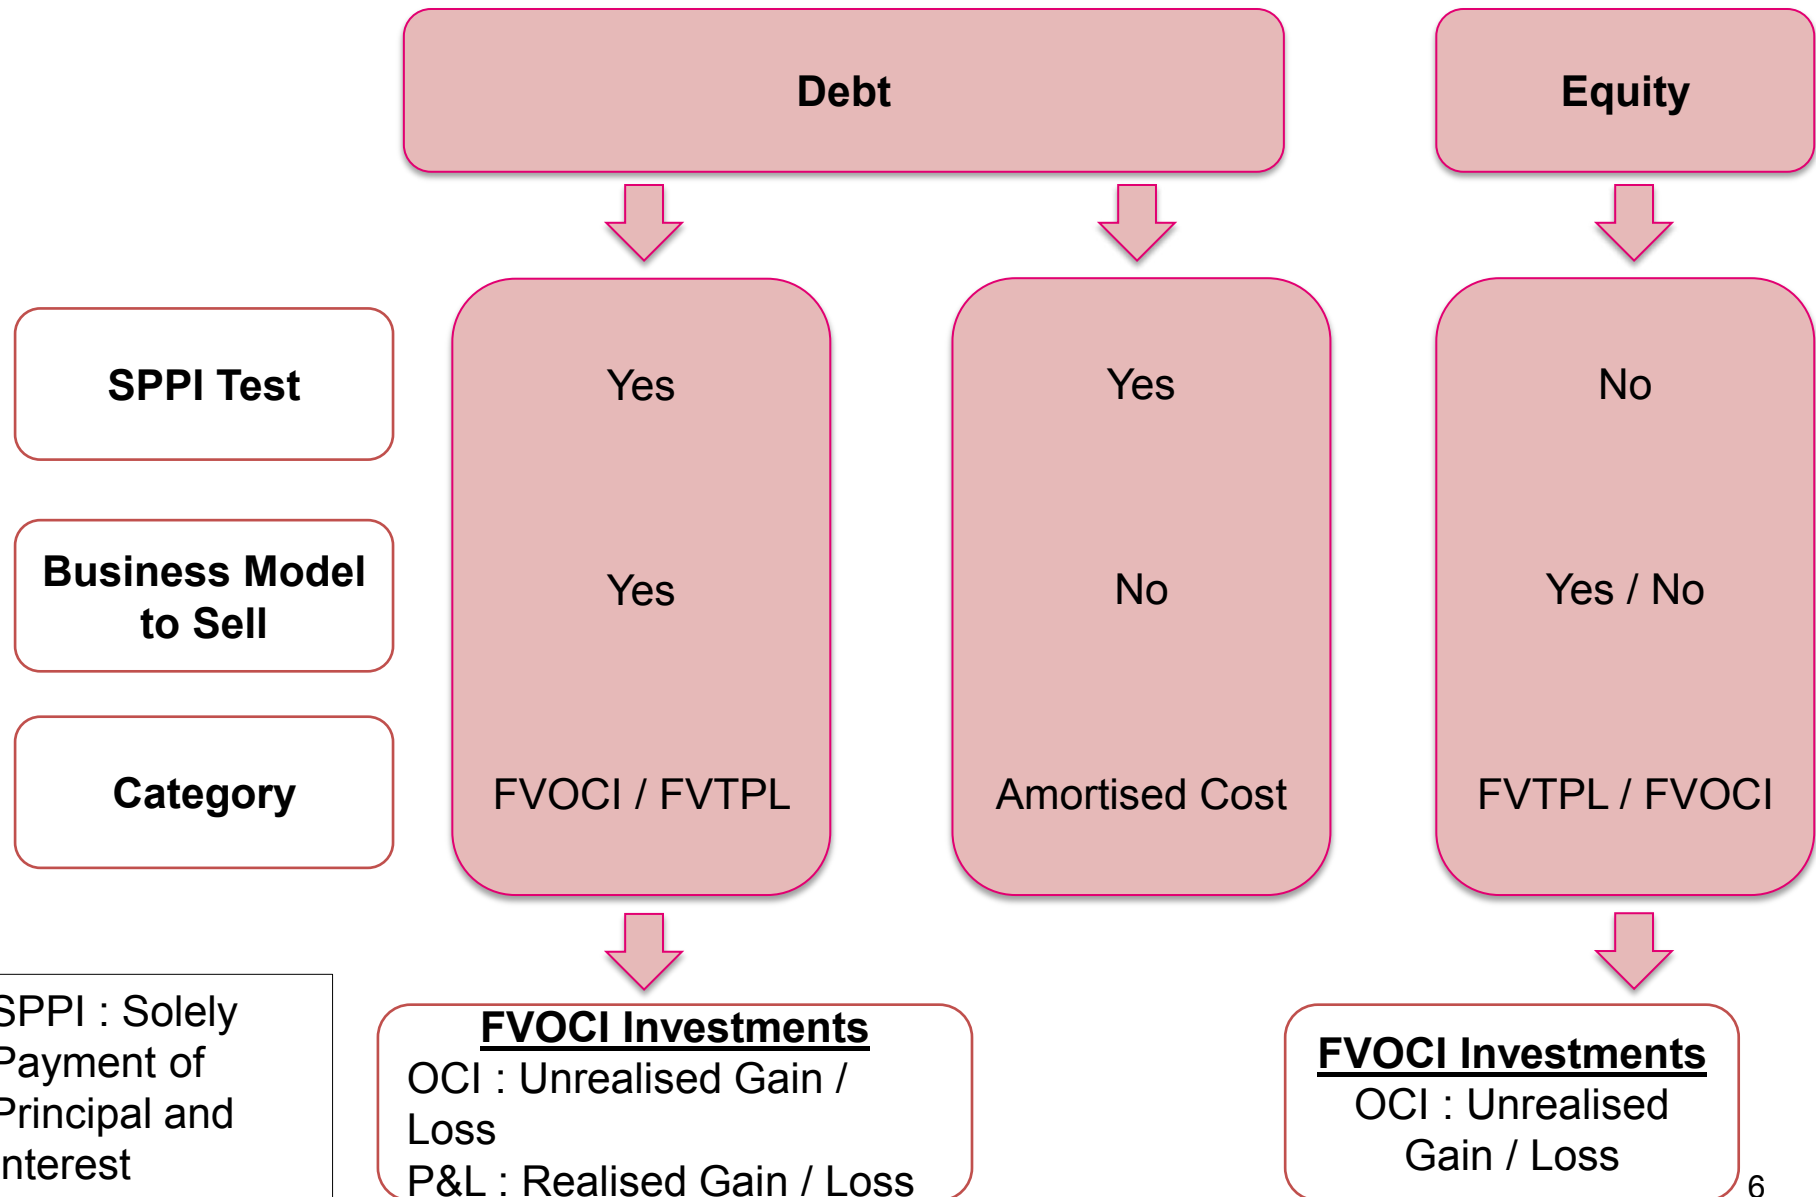 Debt
Equity
SPPI Test
Yes
Yes
No
Business Model
to Sell
Yes
No
Yes / No
Category
FVOCI / FVTPL
Amortised Cost
FVTPL / FVOCI
SPPI : Solely
Payment of
Principal and
Interest
FVOCI Investments
OCI : Unrealised Gain /
Loss
P&L : Realised Gain / Loss
FVOCI Investments
OCI : Unrealised
Gain / Loss
6